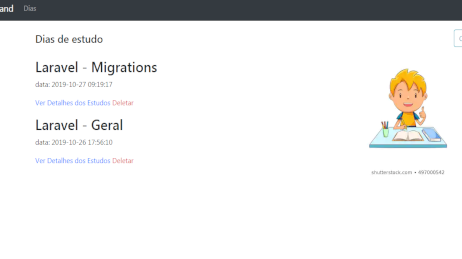 and Dias
Dias de estudo
Laravel - Migrations
data: 2019-10-27 09:19:17
Ver Detalhes dos Estudos Deletar
Laravel - Geral
data: 2019-10-26 17:56:10
Ver Detalhes dos Estudos Deletar
shutterstock.com • 497000542